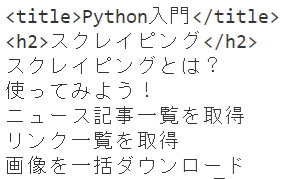 <title>Python入門</title>
<h2>スクレイピング</h2>
スクレイピングとは？
使ってみよう！
ニュース記事一覧を取得
リンク一覧を取得
画像を一括ダウンロード